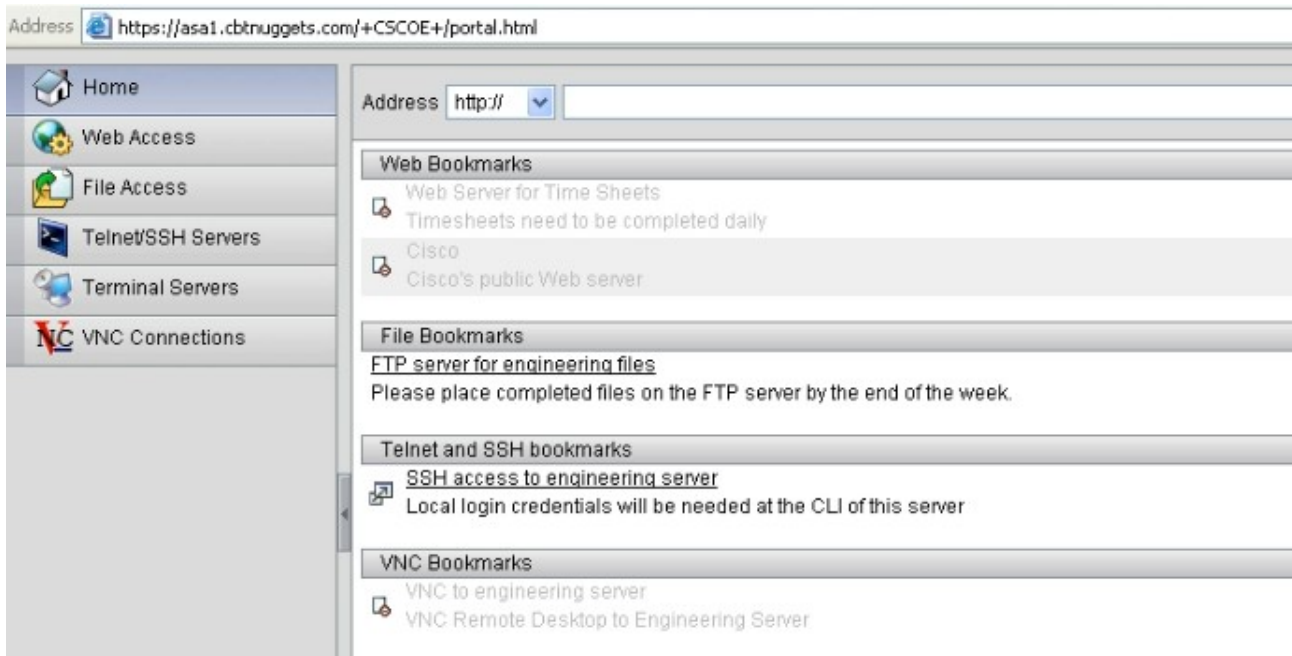 Address https://asa1.cbtnuggets.com/+CSCOE+/portal.html
Home
Web Access
File Access
Telnet/SSH Servers
Terminal Servers
VNC Connections
Address http://
Web Bookmarks
Web Server for Time Sheets
Timesheets need to be completed daily
Cisco
Cisco's public Web server
File Bookmarks
FTP server for engineering files
Please place completed files on the FTP server by the end of the week.
Telnet and SSH bookmarks
SSH access to engineering server
Local login credentials will be needed at the CLI of this server
VNC Bookmarks
VNC to engineering server
VNC Remote Desktop to Engineering Server